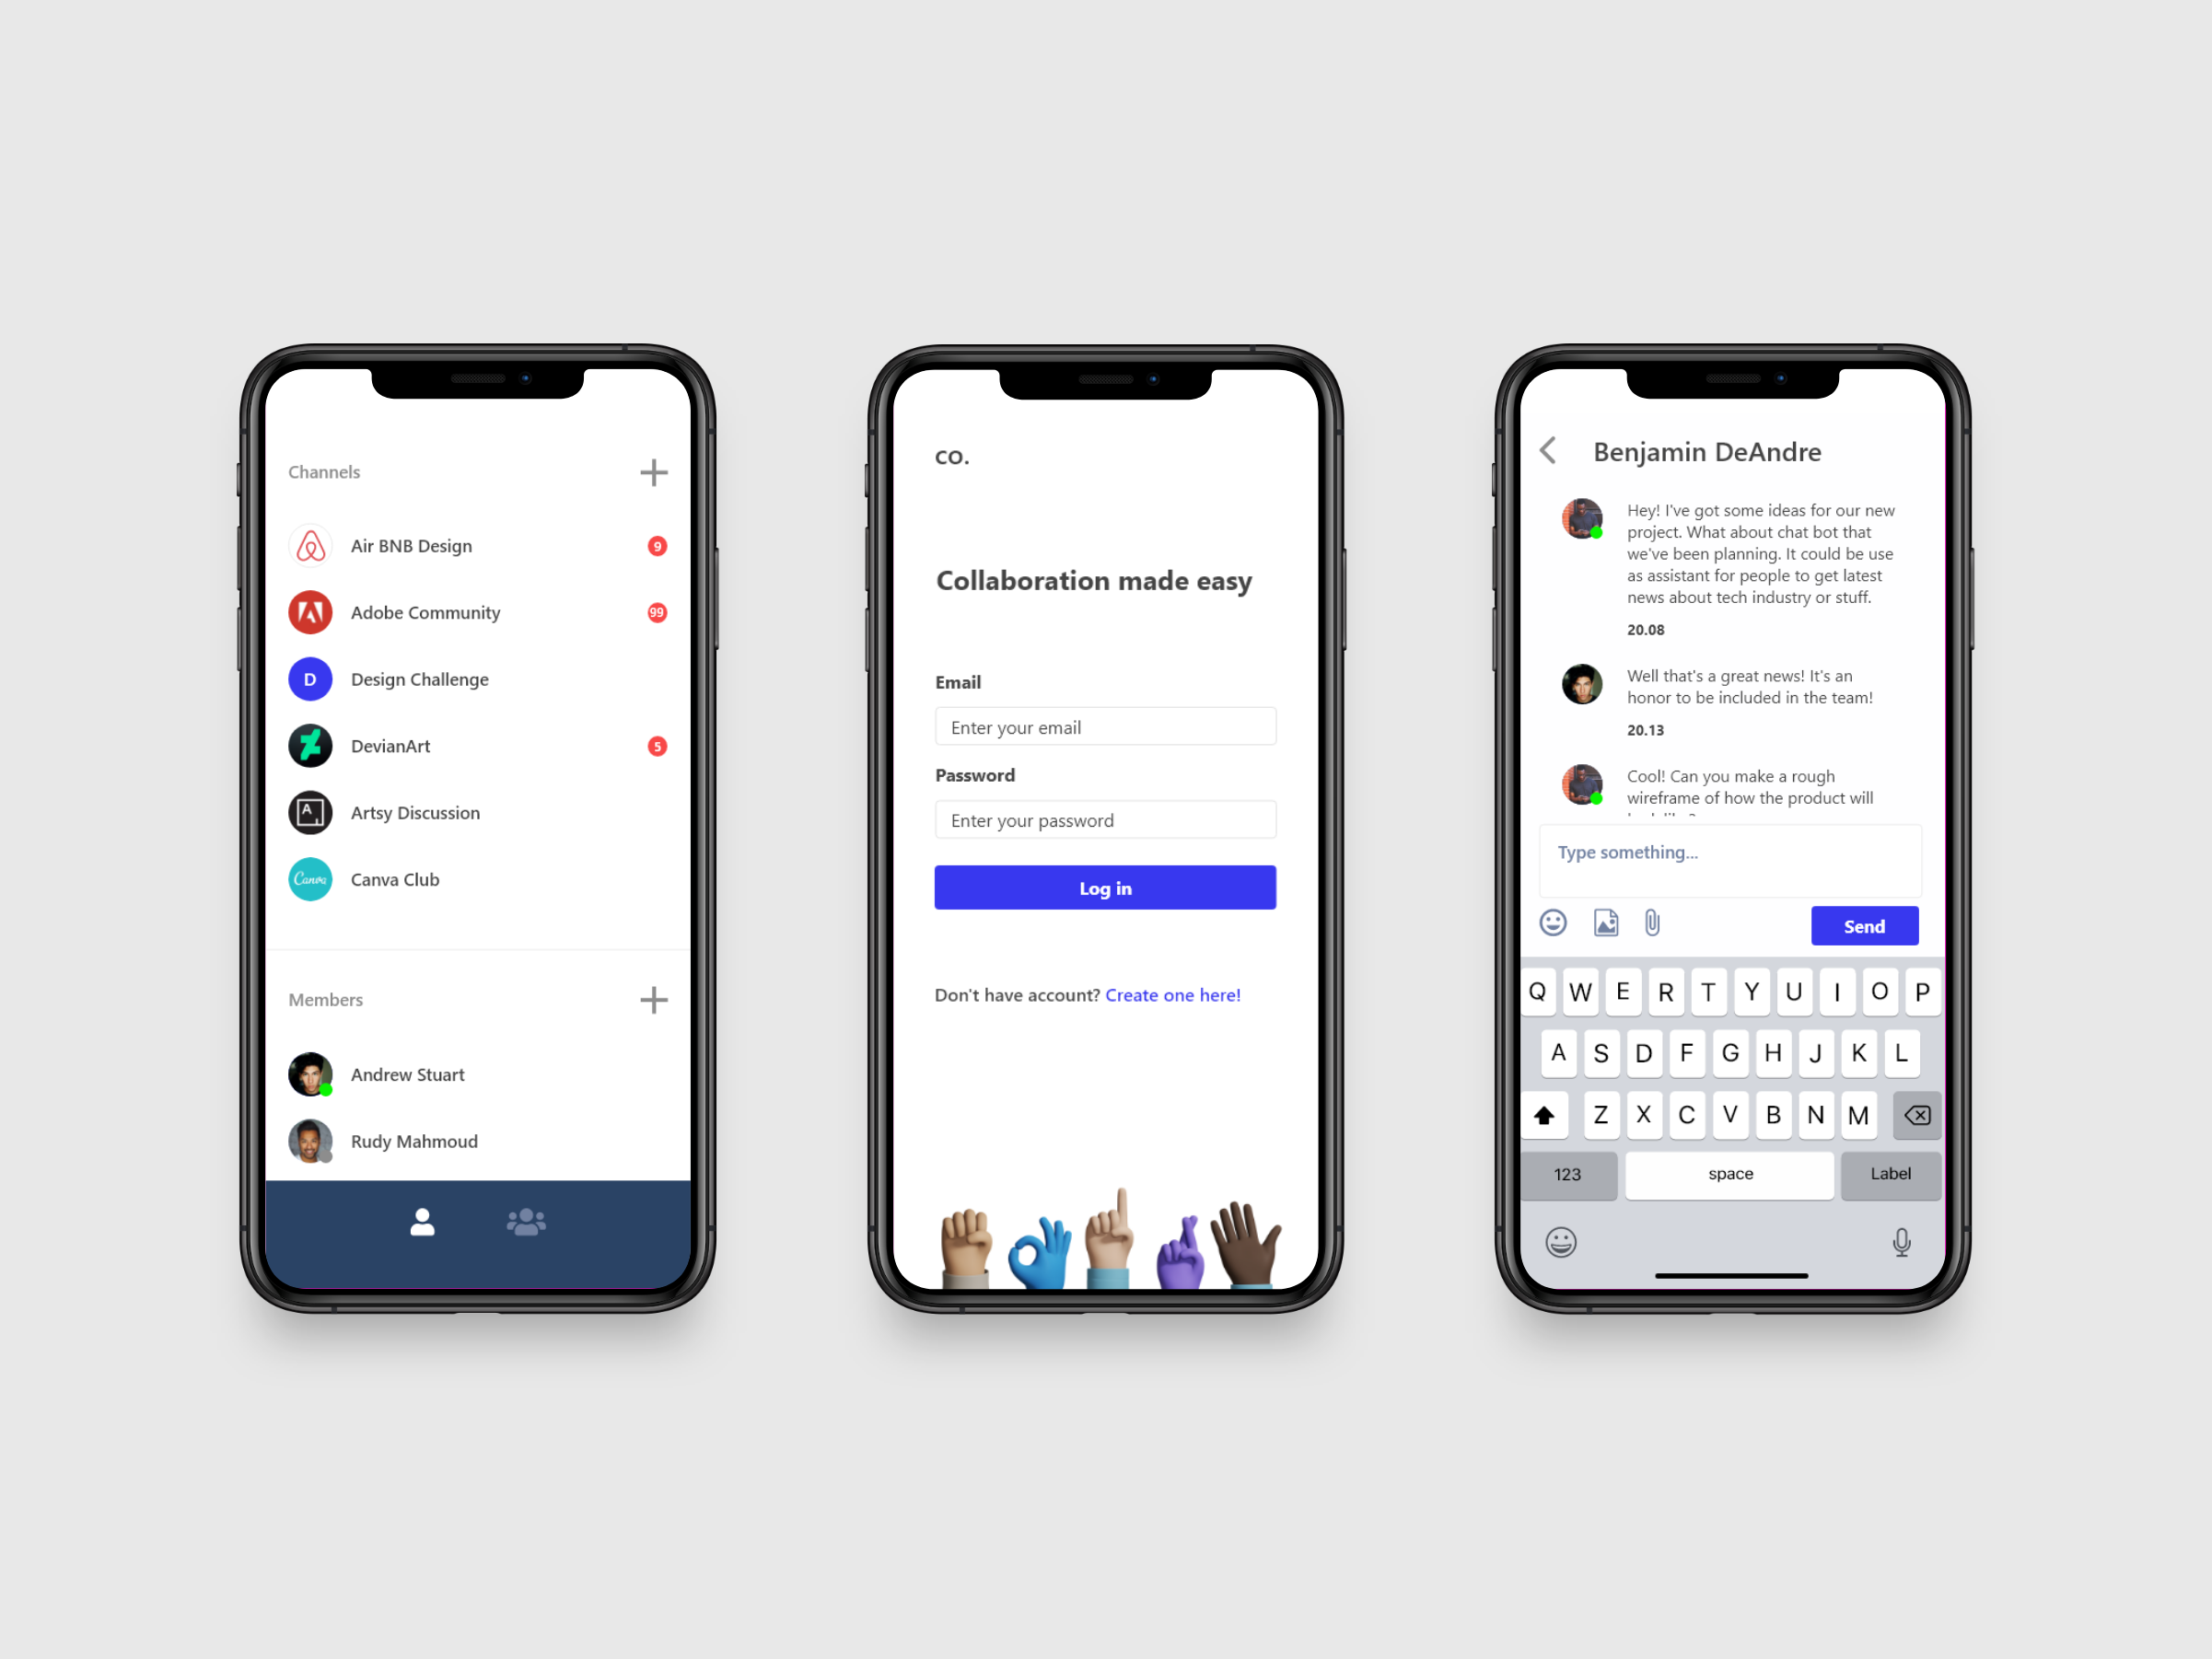 Channels
Air BNB Design
9
Adobe Community
99
D
Design Challenge
DevianArt
5
A
Artsy Discussion
Canva
Canva Club
Members
Andrew Stuart
Rudy Mahmoud
CO.
Collaboration made easy
Email
Enter your email
Password
Enter your password
Log in
Don't have account? Create one here!
Benjamin DeAndre
Hey! I've got some ideas for our new
project. What about chat bot that
we've been planning. It could be use
as assistant for people to get latest
news about tech industry or stuff.
20.08
Well that's a great news! It's an
honor to be included in the team!
20.13
Cool! Can you make a rough
wireframe of how the product will
Type something...
Send
Q W E R T Y U I O P
A S D F G H J K L
Z X C V B N M
123 space Label